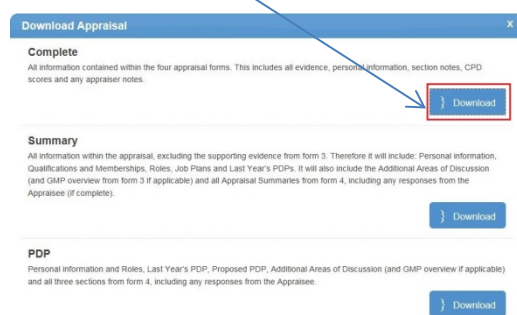 Download Appraisal x
Complete
All information contained within the four appraisal forms. This includes all evidence, personal information, section notes, CPD
scores and any appraiser notes.
} Download
Summary
All information within the appraisal, excluding the supporting evidence from form 3. Therefore it will include: Personal information,
Qualifications and Memberships, Roles, Job Plans and Last Year's PDPs. It will also include the Additional Areas of Discussion
(and GMP overview from form 3 if applicable) and all Appraisal Summaries from form 4, including any responses from the
Appraisee (if complete).
} Download
PDP
Personal information and Roles, Last Year's PDP, Proposed PDP, Additional Areas of Discussion (and GMP overview if applicable)
and all three sections from form 4, including any responses from the Appraisee.
} Download